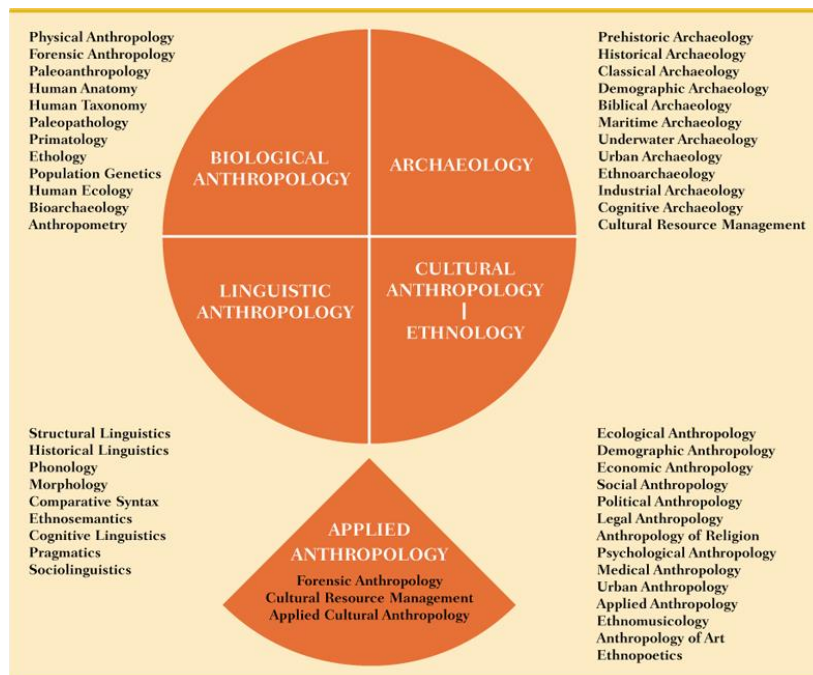 Physical Anthropology
Forensic Anthropology
Paleoanthropology
Human Anatomy
Human Taxonomy
Paleopathology
Primatology
Ethology
Population Genetics
Human Ecology
Bioarchaeology
Anthropometry
BIOLOGICAL
ANTHROPOLOGY
ARCHAEOLOGY
Prehistoric Archaeology
Historical Archaeology
Classical Archaeology
Demographic Archaeology
Biblical Archaeology
Maritime Archaeology
Underwater Archaeology
Urban Archaeology
Ethnoarchaeology
Industrial Archaeology
Cognitive Archaeology
Cultural Resource Management
LINGUISTIC
ANTHROPOLOGY
CULTURAL
ANTHROPOLOGY
|
ETHNOLOGY
Structural Linguistics
Historical Linguistics
Phonology
Morphology
Comparative Syntax
Ethnosemantics
Cognitive Linguistics
Pragmatics
Sociolinguistics
APPLIED
ANTHROPOLOGY
Forensic Anthropology
Cultural Resource Management
Applied Cultural Anthropology
Ecological Anthropology
Demographic Anthropology
Economic Anthropology
Social Anthropology
Political Anthropology
Legal Anthropology
Anthropology of Religion
Psychological Anthropology
Medical Anthropology
Urban Anthropology
Applied Anthropology
Ethnomusicology
Anthropology of Art
Ethnopoetics